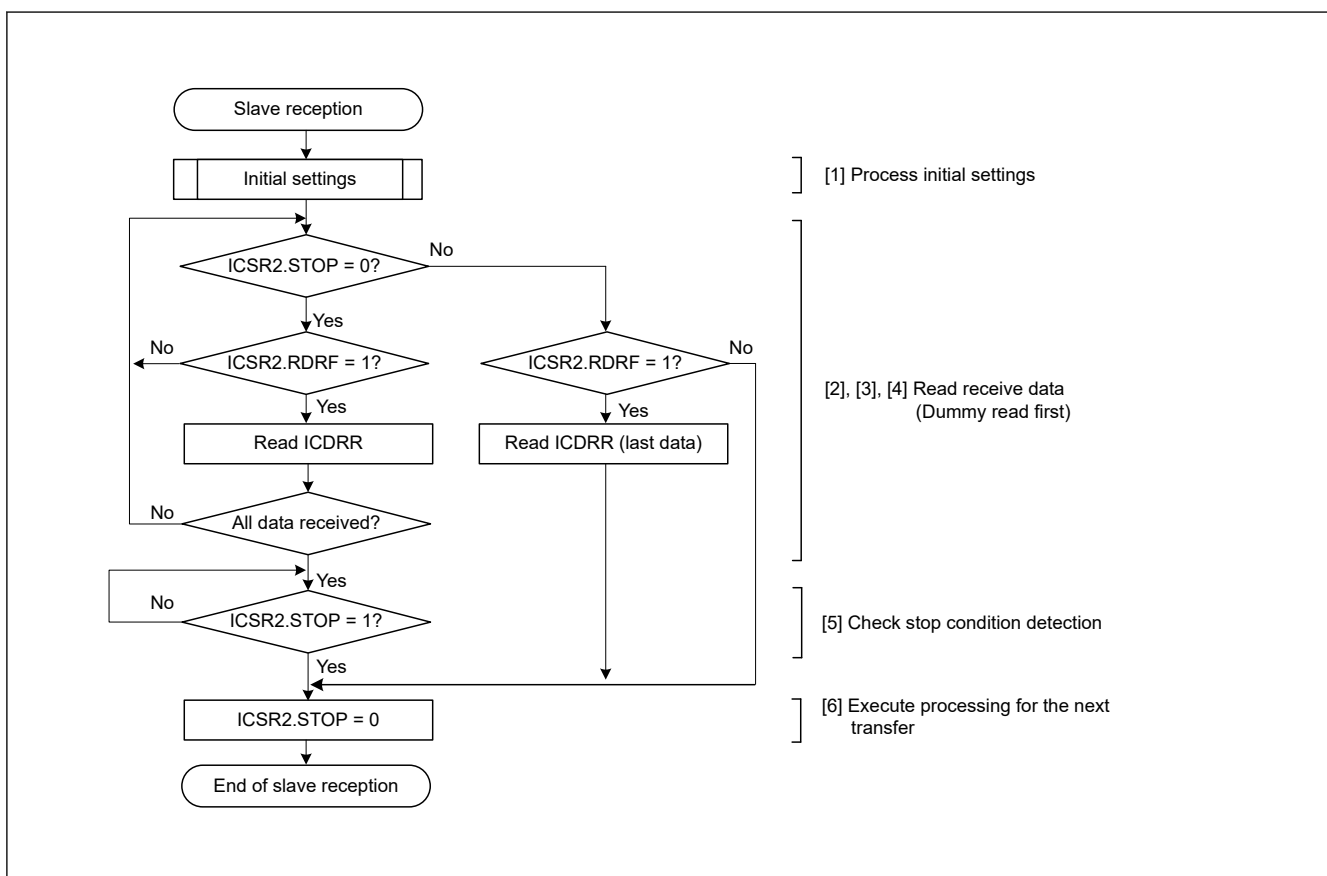 Slave reception
Initial settings
[1] Process initial settings
ICSR2.STOP = 0?
No
Yes
No
ICSR2.RDRF = 1?
ICSR2.RDRF = 1?
No
Yes
Yes
[2], [3], [4] Read receive data
(Dummy read first)
Read ICDRR
Read ICDRR (last data)
No
All data received?
Yes
No
ICSR2.STOP = 1?
[5] Check stop condition detection
Yes
ICSR2.STOP = 0
[6] Execute processing for the next
transfer
End of slave reception